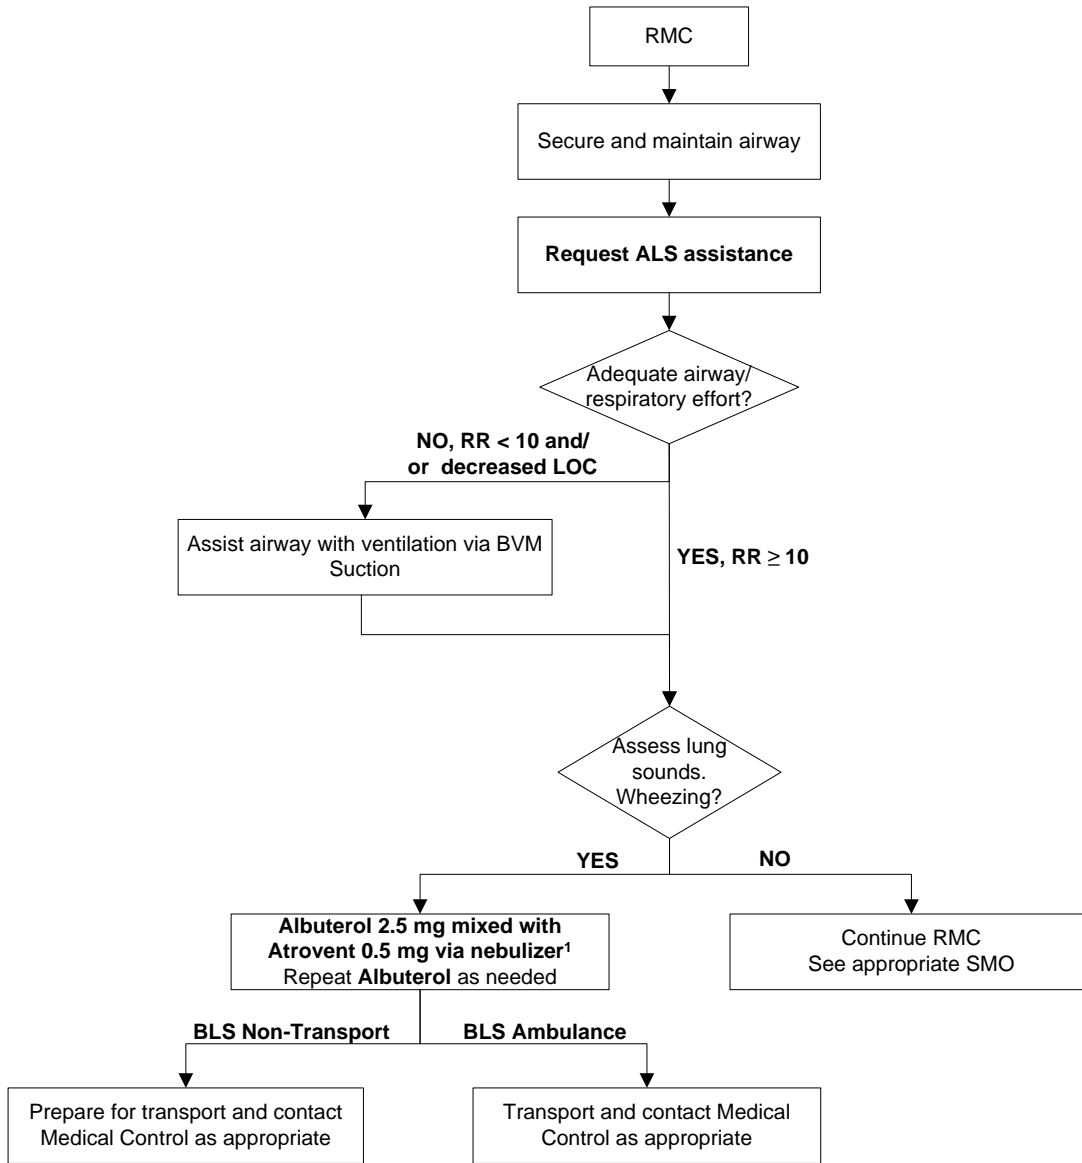 RMC
Secure and maintain airway
Request ALS assistance
Adequate airway/
respiratory effort?
NO, RR < 10 and/
or decreased LOC
Assist airway with ventilation via BVM
Suction
YES, RR ≥ 10
Assess lung
sounds.
Wheezing?
YES
NO
Albuterol 2.5 mg mixed with
Atrovent 0.5 mg via nebulizer¹
Repeat Albuterol as needed
Continue RMC
See appropriate SMO
BLS Non-Transport
BLS Ambulance
Prepare for transport and contact
Medical Control as appropriate
Transport and contact Medical
Control as appropriate